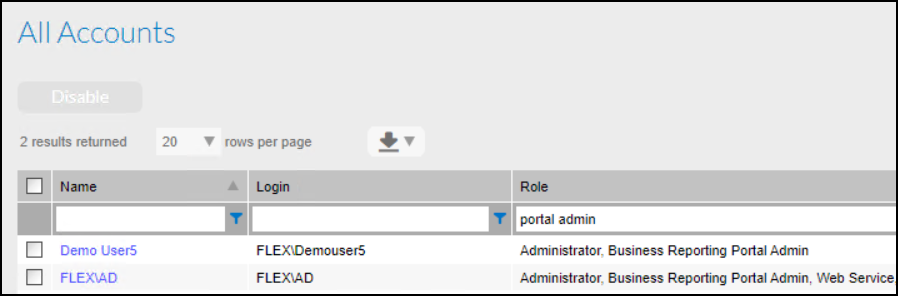 All Accounts
Disable
2 results returned 20 rows per page
Name Login Role
portal admin
Demo User5 FLEX\Demouser5 Administrator, Business Reporting Portal Admin
FLEX\AD FLEX\AD Administrator, Business Reporting Portal Admin, Web Service,